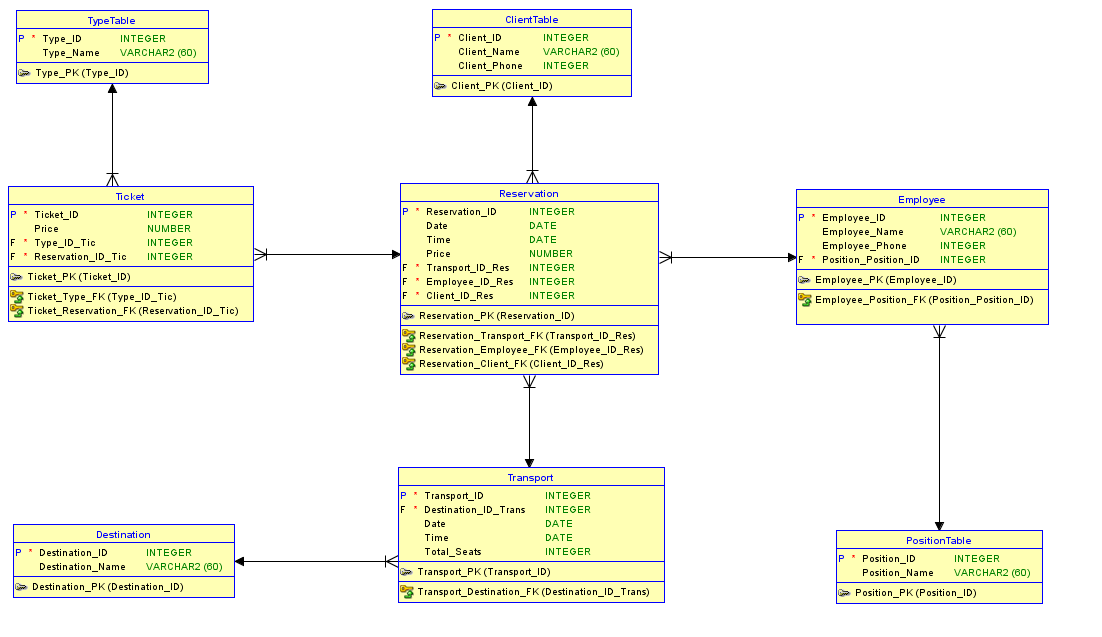 TypeTable
P * Type_ID INTEGER
Type_Name VARCHAR2 (60)
Type_PK (Type_ID)
ClientTable
P * Client_ID INTEGER
Client_Name VARCHAR2 (60)
Client_Phone INTEGER
Client_PK (Client_ID)
Ticket
P * Ticket_ID INTEGER
Price NUMBER
F * Type_ID_Tic INTEGER
F * Reservation_ID_Tic INTEGER
Ticket_PK (Ticket_ID)
Ticket_Type_FK (Type_ID_Tic)
Ticket_Reservation_FK (Reservation_ID_Tic)
Reservation
P * Reservation_ID INTEGER
Date DATE
Time DATE
Price NUMBER
F * Transport_ID_Res INTEGER
F * Employee_ID_Res INTEGER
F * Client_ID_Res INTEGER
Reservation_PK (Reservation_ID)
Reservation_Transport_FK (Transport_ID_Res)
Reservation_Employee_FK (Employee_ID_Res)
Reservation_Client_FK (Client_ID_Res)
Employee
P * Employee_ID INTEGER
Employee_Name VARCHAR2 (60)
Employee_Phone INTEGER
F * Position_Position_ID INTEGER
Employee_PK (Employee_ID)
Employee_Position_FK (Position_Position_ID)
Destination
P * Destination_ID INTEGER
Destination_Name VARCHAR2 (60)
Destination_PK (Destination_ID)
Transport
P * Transport_ID INTEGER
F * Destination_ID_Trans INTEGER
Date DATE
Time DATE
Total_Seats INTEGER
Transport_PK (Transport_ID)
Transport_Destination_FK (Destination_ID_Trans)
PositionTable
P * Position_ID INTEGER
Position_Name VARCHAR2 (60)
Position_PK (Position_ID)